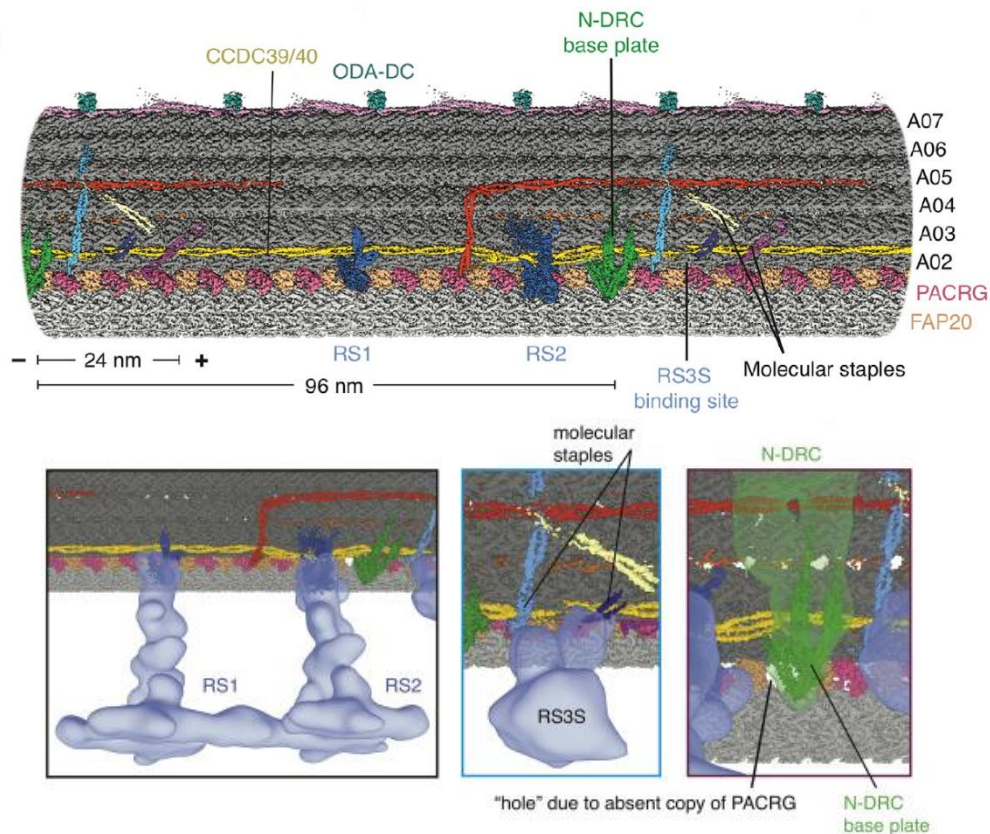 N-DRC
base plate
CCDC39/40
ODA-DC
A07
A06
A05
A04
A03
A02
PACRG
FAP20
− 24 nm +
RS1
RS2
96 nm
RS3S
binding site
Molecular staples
molecular
staples
N-DRC
RS1
RS2
RS3S
"hole" due to absent copy of PACRG
N-DRC
base plate